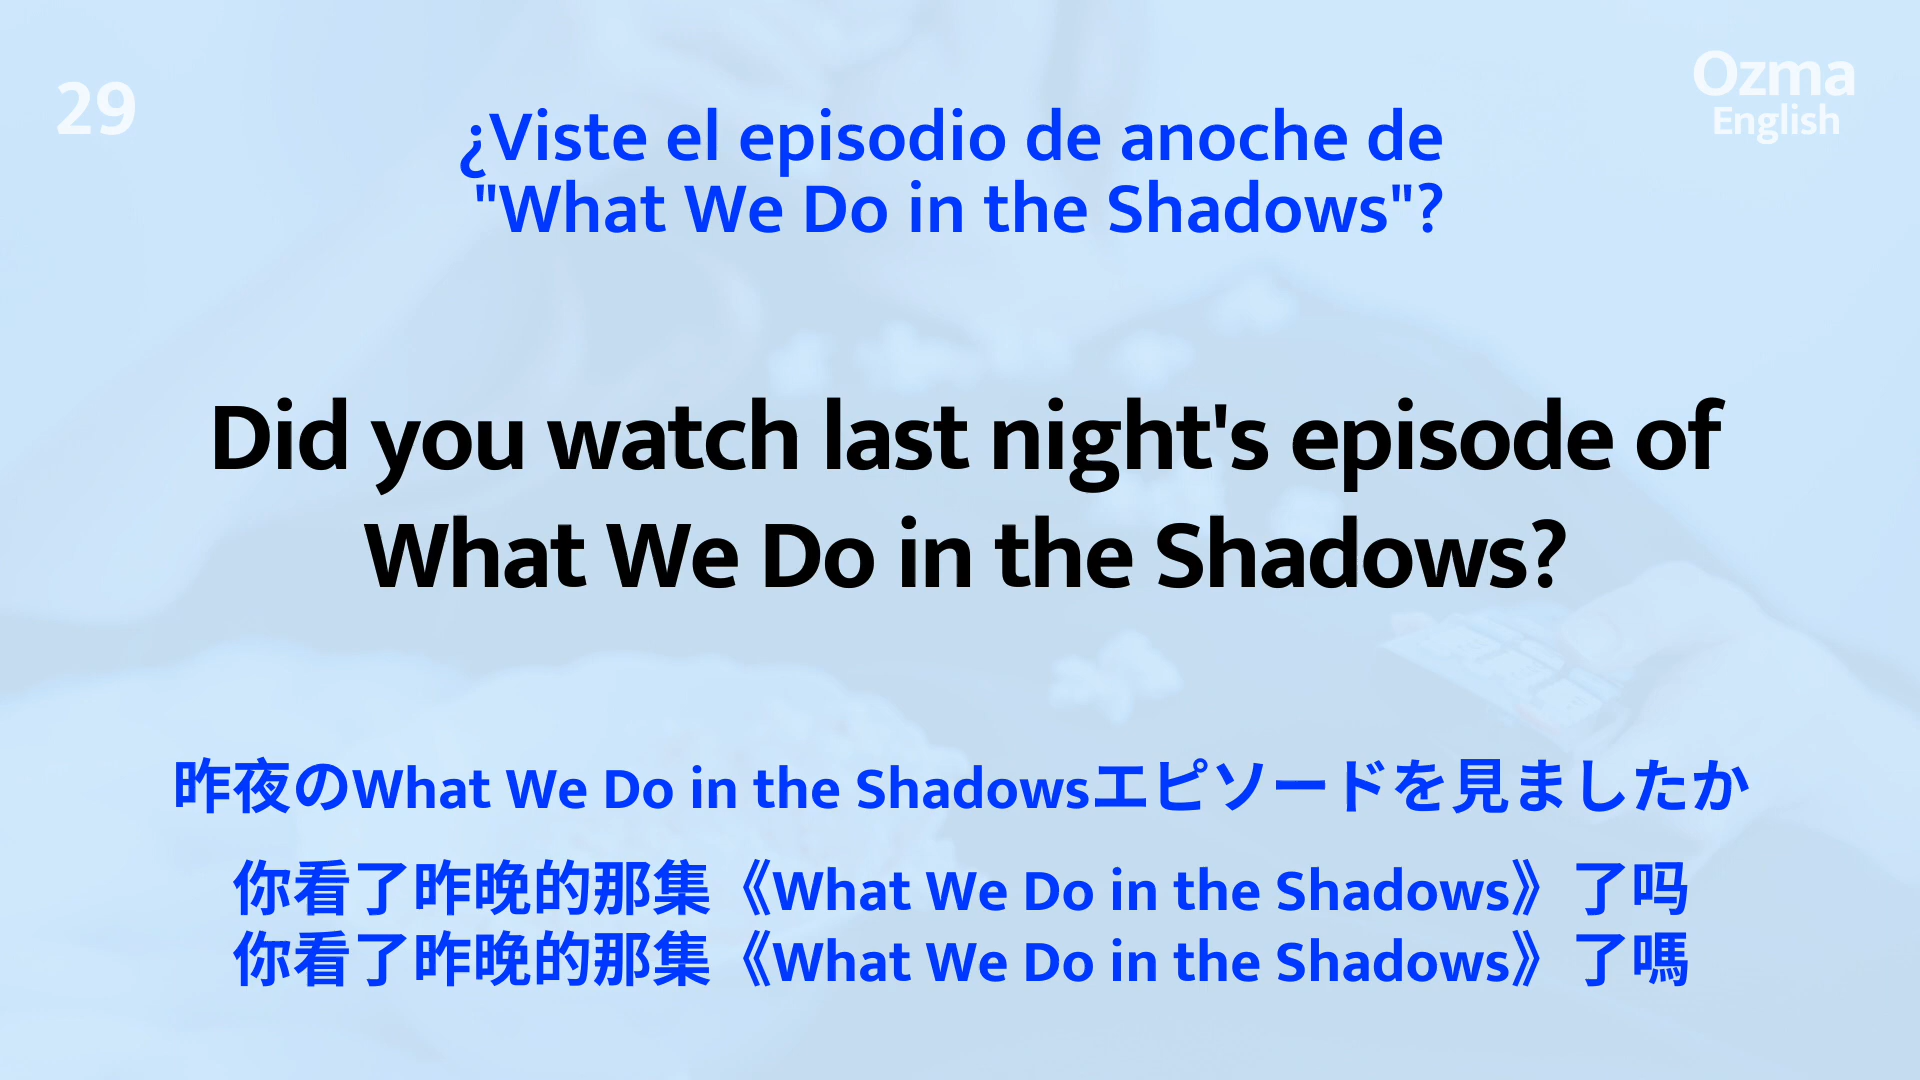 29
Ozma
English
¿Viste el episodio de anoche de
"What We Do in the Shadows"?
Did you watch last night's episode of
What We Do in the Shadows?
昨夜のWhat We Do in the Shadowsエピソードを見ましたか
你看了昨晚的那集《What We Do in the Shadows》了吗
你看了昨晚的那集《What We Do in the Shadows》了嗎